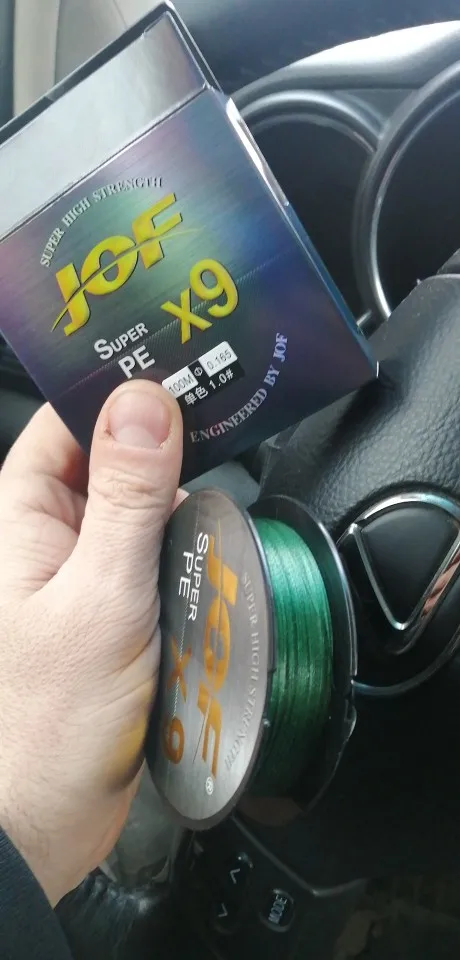 SUPER HIGH STRENGTH
JOF
SUPER
PE
X9
100M Φ 0.165
单色 1.0#
ENGINEERED BY JOF
SUPER
PE
JOF®
X9
SUPER HIGH STRENGTH
MODE